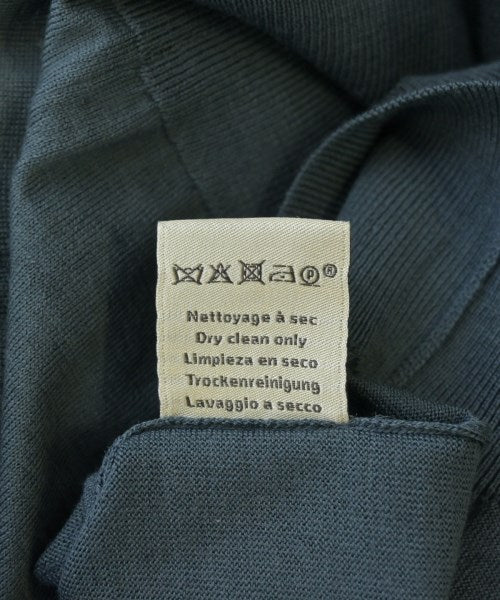 P ®
Nettoyage à sec
Dry clean only
Limpieza en seco
Trockenreinigung
Lavaggio a secco